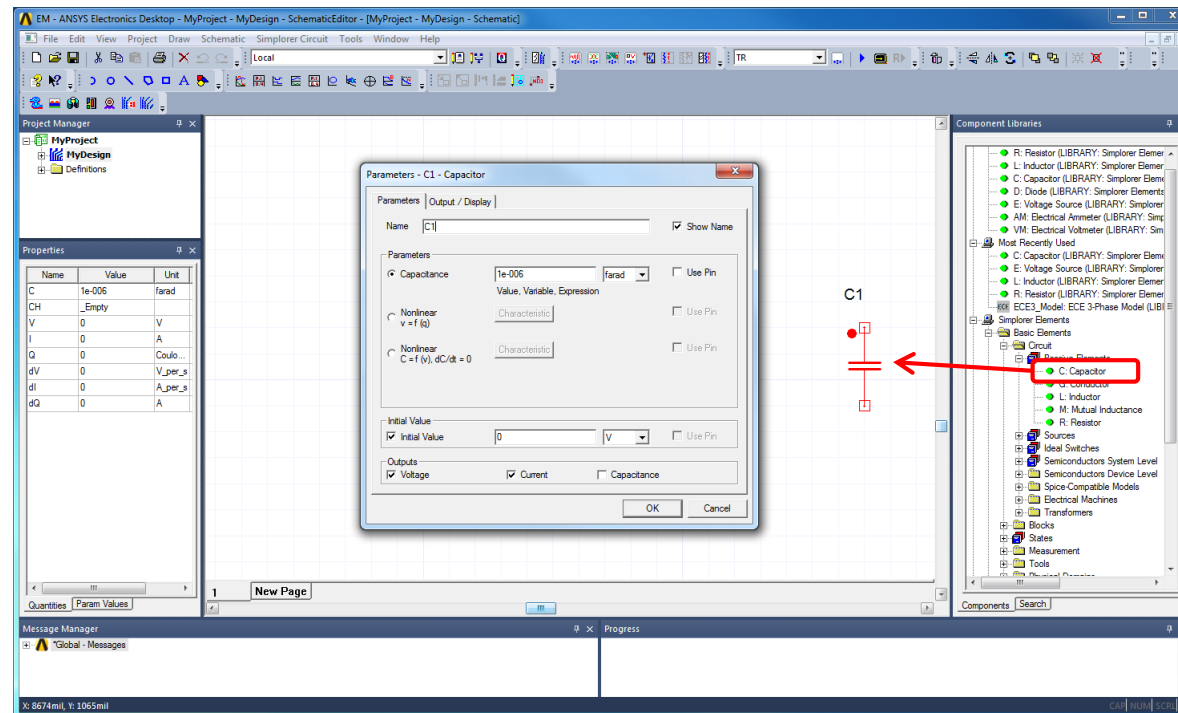 EM - ANSYS Electronics Desktop - MyProject - MyDesign - SchematicEditor - [MyProject - MyDesign - Schematic]
File Edit View Project Draw Schematic Simplorer Circuit Tools Window Help
Local
TR
Project Manager
MyProject
MyDesign
Definitions
Properties
Name Value Unit
C 1e-006 farad
CH _Empty
V 0 V
I 0 A
Q 0 Coulo...
dV 0 V_per_s
dI 0 A_per_s
dQ 0 A
Quantities Param Values
Parameters - C1 - Capacitor
Parameters Output / Display
Name C1 Show Name
Parameters
Capacitance 1e-006 farad Use Pin
Value, Variable, Expression
Nonlinear
v = f (q)
Characteristic Use Pin
Nonlinear
C = f (v), dC/dt = 0
Characteristic Use Pin
Initial Value
Initial Value 0 V Use Pin
Outputs
Voltage Current Capacitance
OK Cancel
C1
1 New Page
Component Libraries
R: Resistor (LIBRARY: Simplorer Elemer
L: Inductor (LIBRARY: Simplorer Elemer
C: Capacitor (LIBRARY: Simplorer Eleme
D: Diode (LIBRARY: Simplorer Elements
E: Voltage Source (LIBRARY: Simplorer
AM: Electrical Ammeter (LIBRARY: Simp
VM: Electrical Voltmeter (LIBRARY: Sim
Most Recently Used
C: Capacitor (LIBRARY: Simplorer Eleme
E: Voltage Source (LIBRARY: Simplorer
L: Inductor (LIBRARY: Simplorer Elemer
R: Resistor (LIBRARY: Simplorer Elemer
ECE ECE3_Model: ECE 3-Phase Model (LIBI
Simplorer Elements
Basic Elements
Circuit
Passive Elements
C: Capacitor
G: Conductor
L: Inductor
M: Mutual Inductance
R: Resistor
Sources
Ideal Switches
Semiconductors System Level
Semiconductors Device Level
Spice-Compatible Models
Electrical Machines
Transformers
Blocks
States
Measurement
Tools
Physical Domains
Components Search
Message Manager
*Global - Messages
Progress
X: 8674mil, Y: 1065mil
CAP NUM SCRL